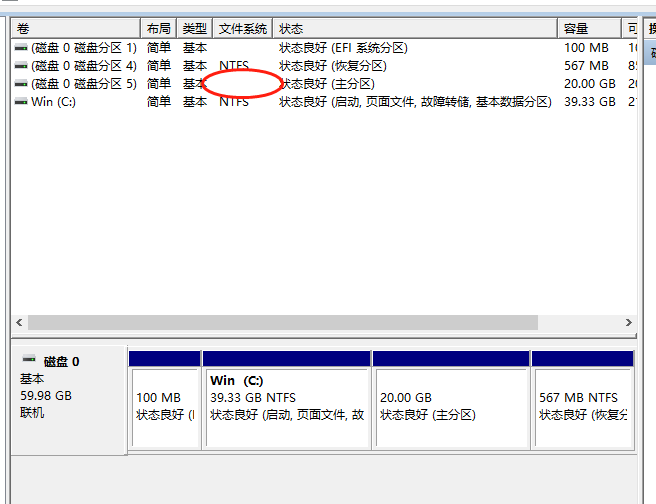 卷 布局 类型 文件系统 状态 容量
(磁盘 0 磁盘分区 1) 简单 基本 状态良好 (EFI 系统分区) 100 MB
(磁盘 0 磁盘分区 4) 简单 基本 NTFS 状态良好 (恢复分区) 567 MB
(磁盘 0 磁盘分区 5) 简单 基本 状态良好 (主分区) 20.00 GB
Win (C:) 简单 基本 NTFS 状态良好 (启动, 页面文件, 故障转储, 基本数据分区) 39.33 GB
磁盘 0
基本
59.98 GB
联机
100 MB
状态良好 (
Win (C:)
39.33 GB NTFS
状态良好 (启动, 页面文件, 故
20.00 GB
状态良好 (主分区)
567 MB NTFS
状态良好 (恢复分